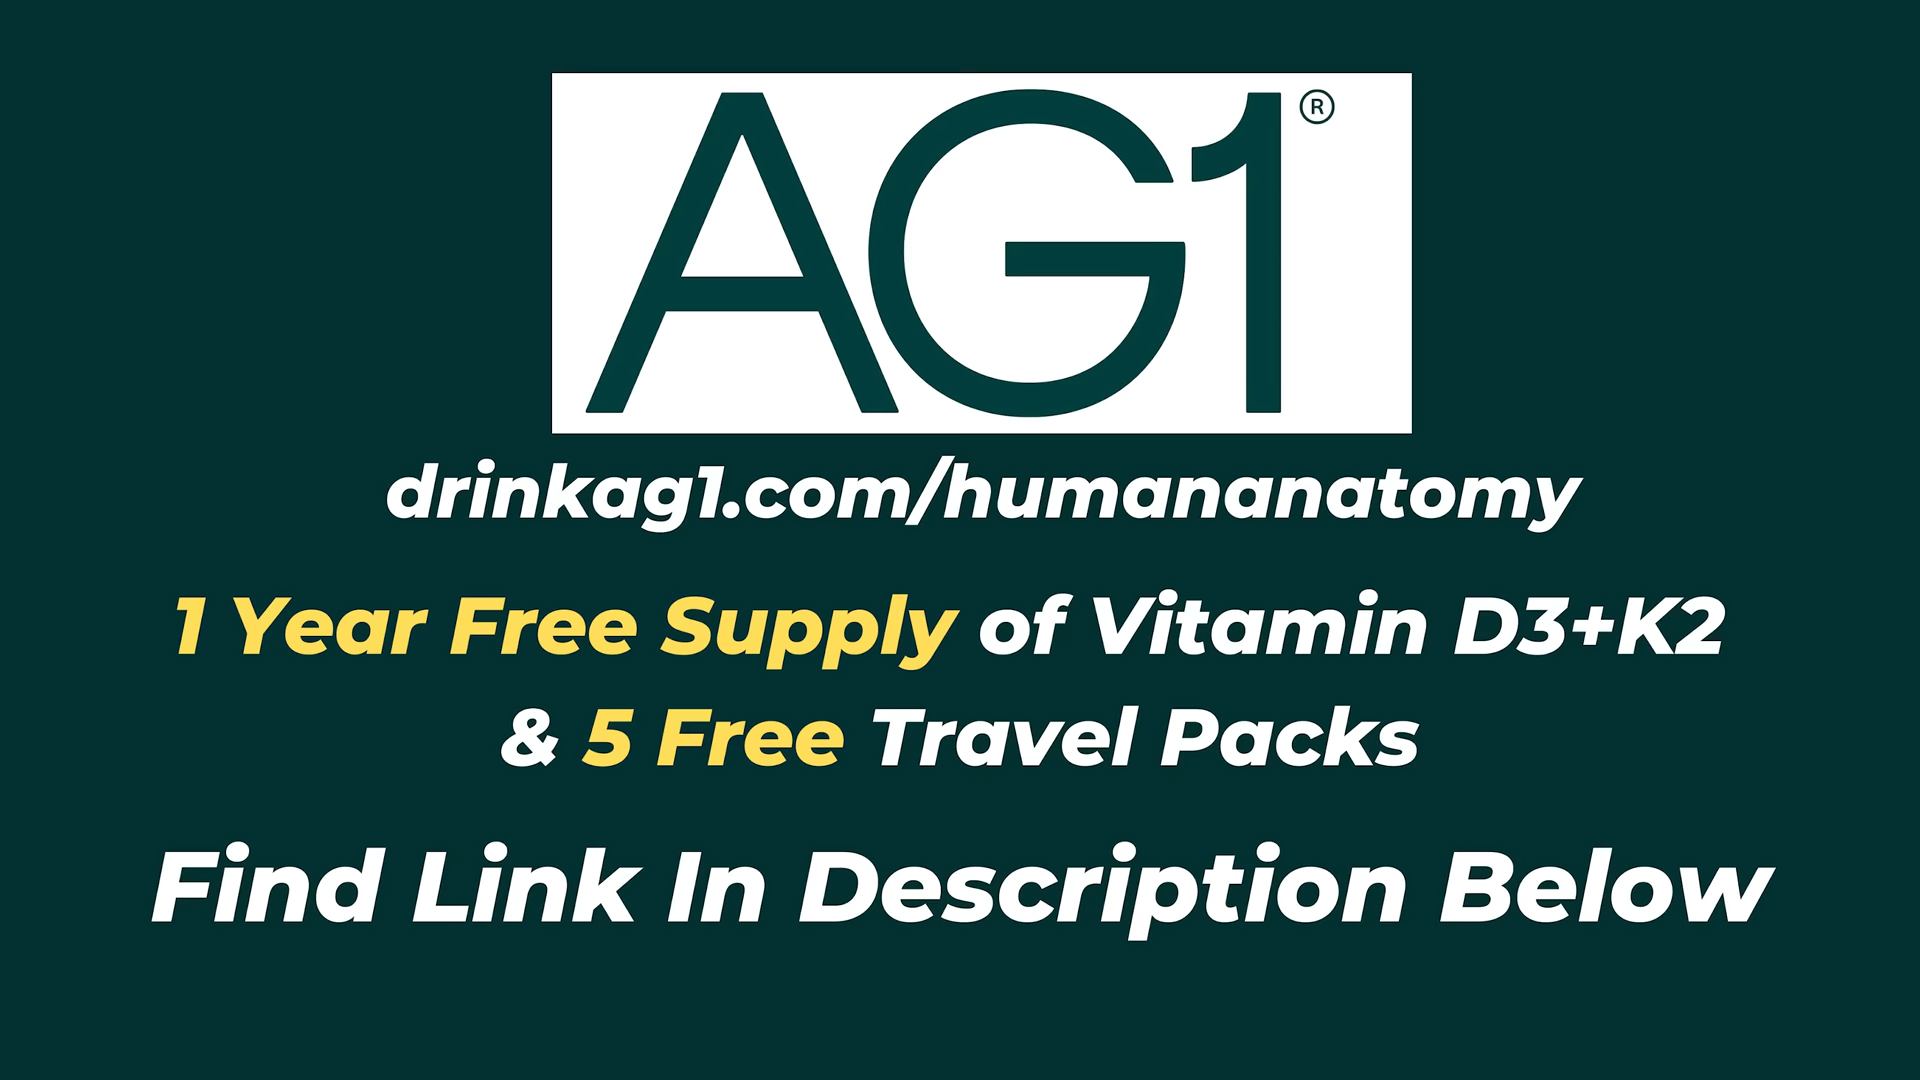 AG1®
drinkag1.com/humananatomy
1 Year Free Supply of Vitamin D3+K2
& 5 Free Travel Packs
Find Link In Description Below